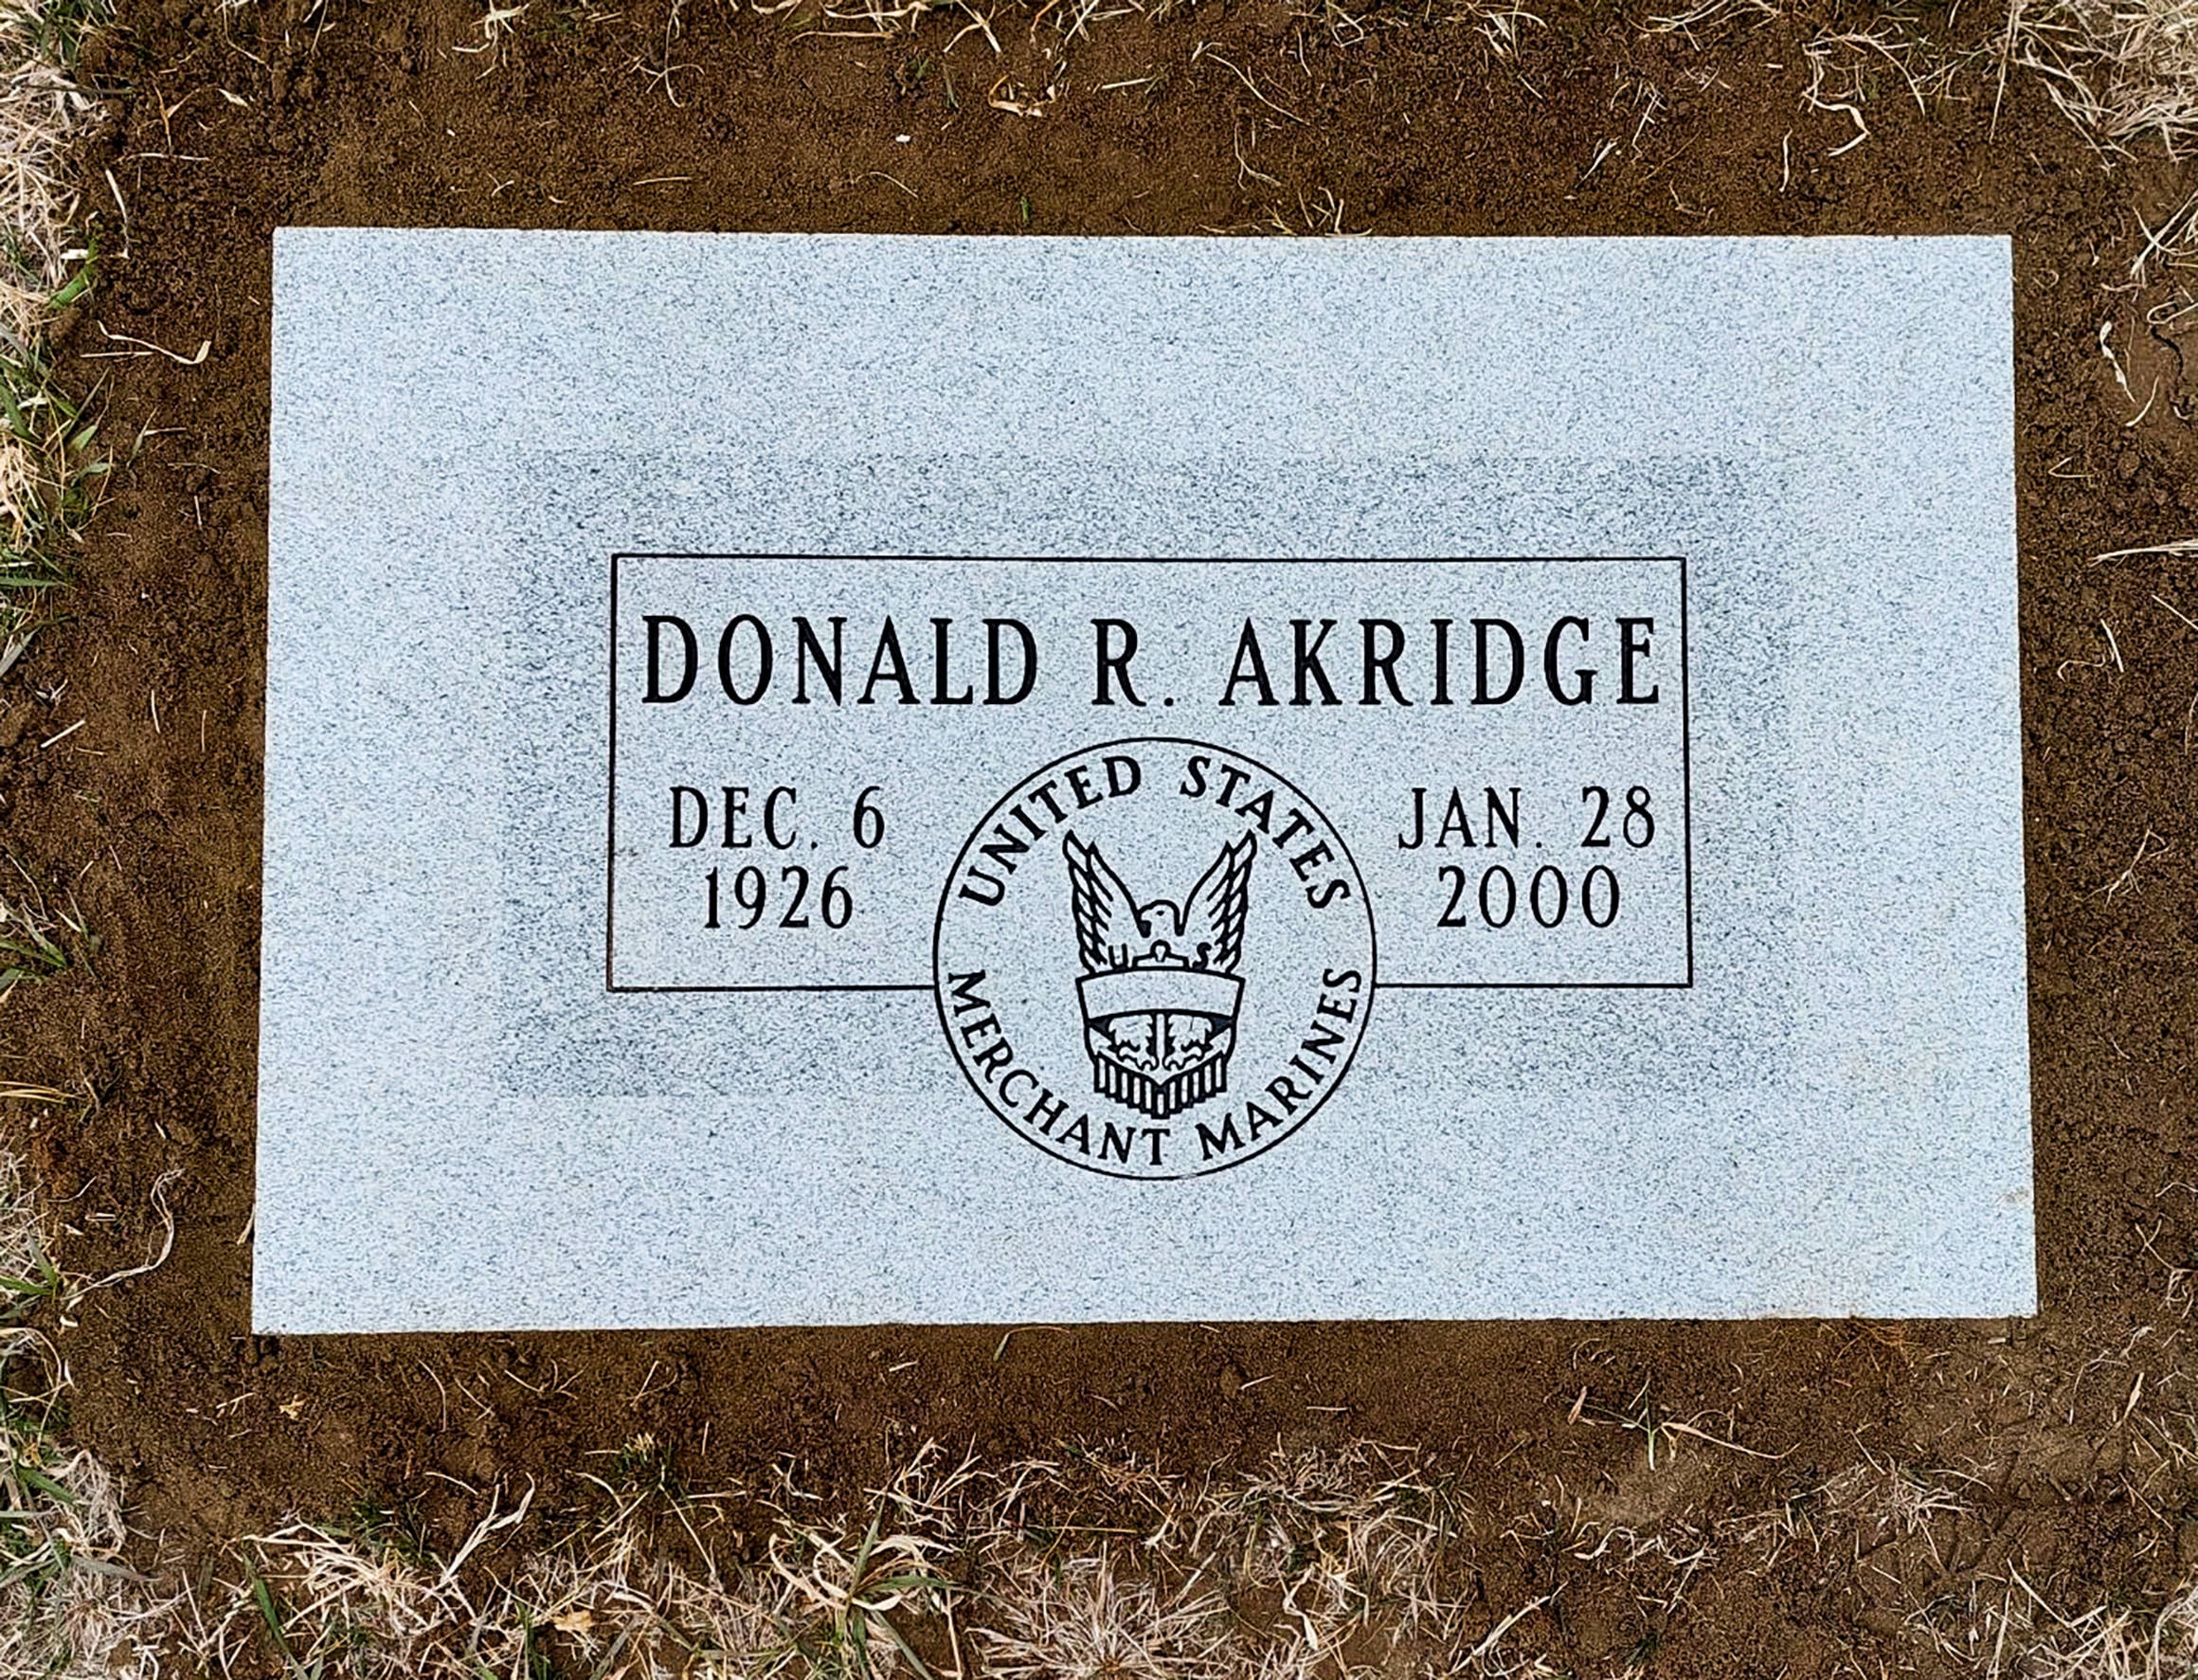 DONALD R. AKRIDGE
DEC. 6
1926
JAN. 28
2000
UNITED STATES
U S
MERCHANT MARINES